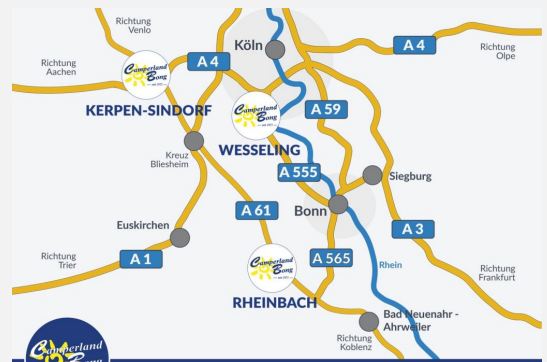 Richtung
Venlo
Köln
A 4
A 4
Richtung
Olpe
Richtung
Aachen
Camperland
Bong
KERPEN-SINDORF
A 59
Camperland
Bong
WESSELING
Kreuz
Bliesheim
A 555
Siegburg
A 61
Bonn
Euskirchen
A 3
A 1
Camperland
Bong
A 565
Richtung
Trier
Rhein
Richtung
Frankfurt
RHEINBACH
Bad Neuenahr -
Ahrweiler
Richtung
Koblenz
Camperland
Bong